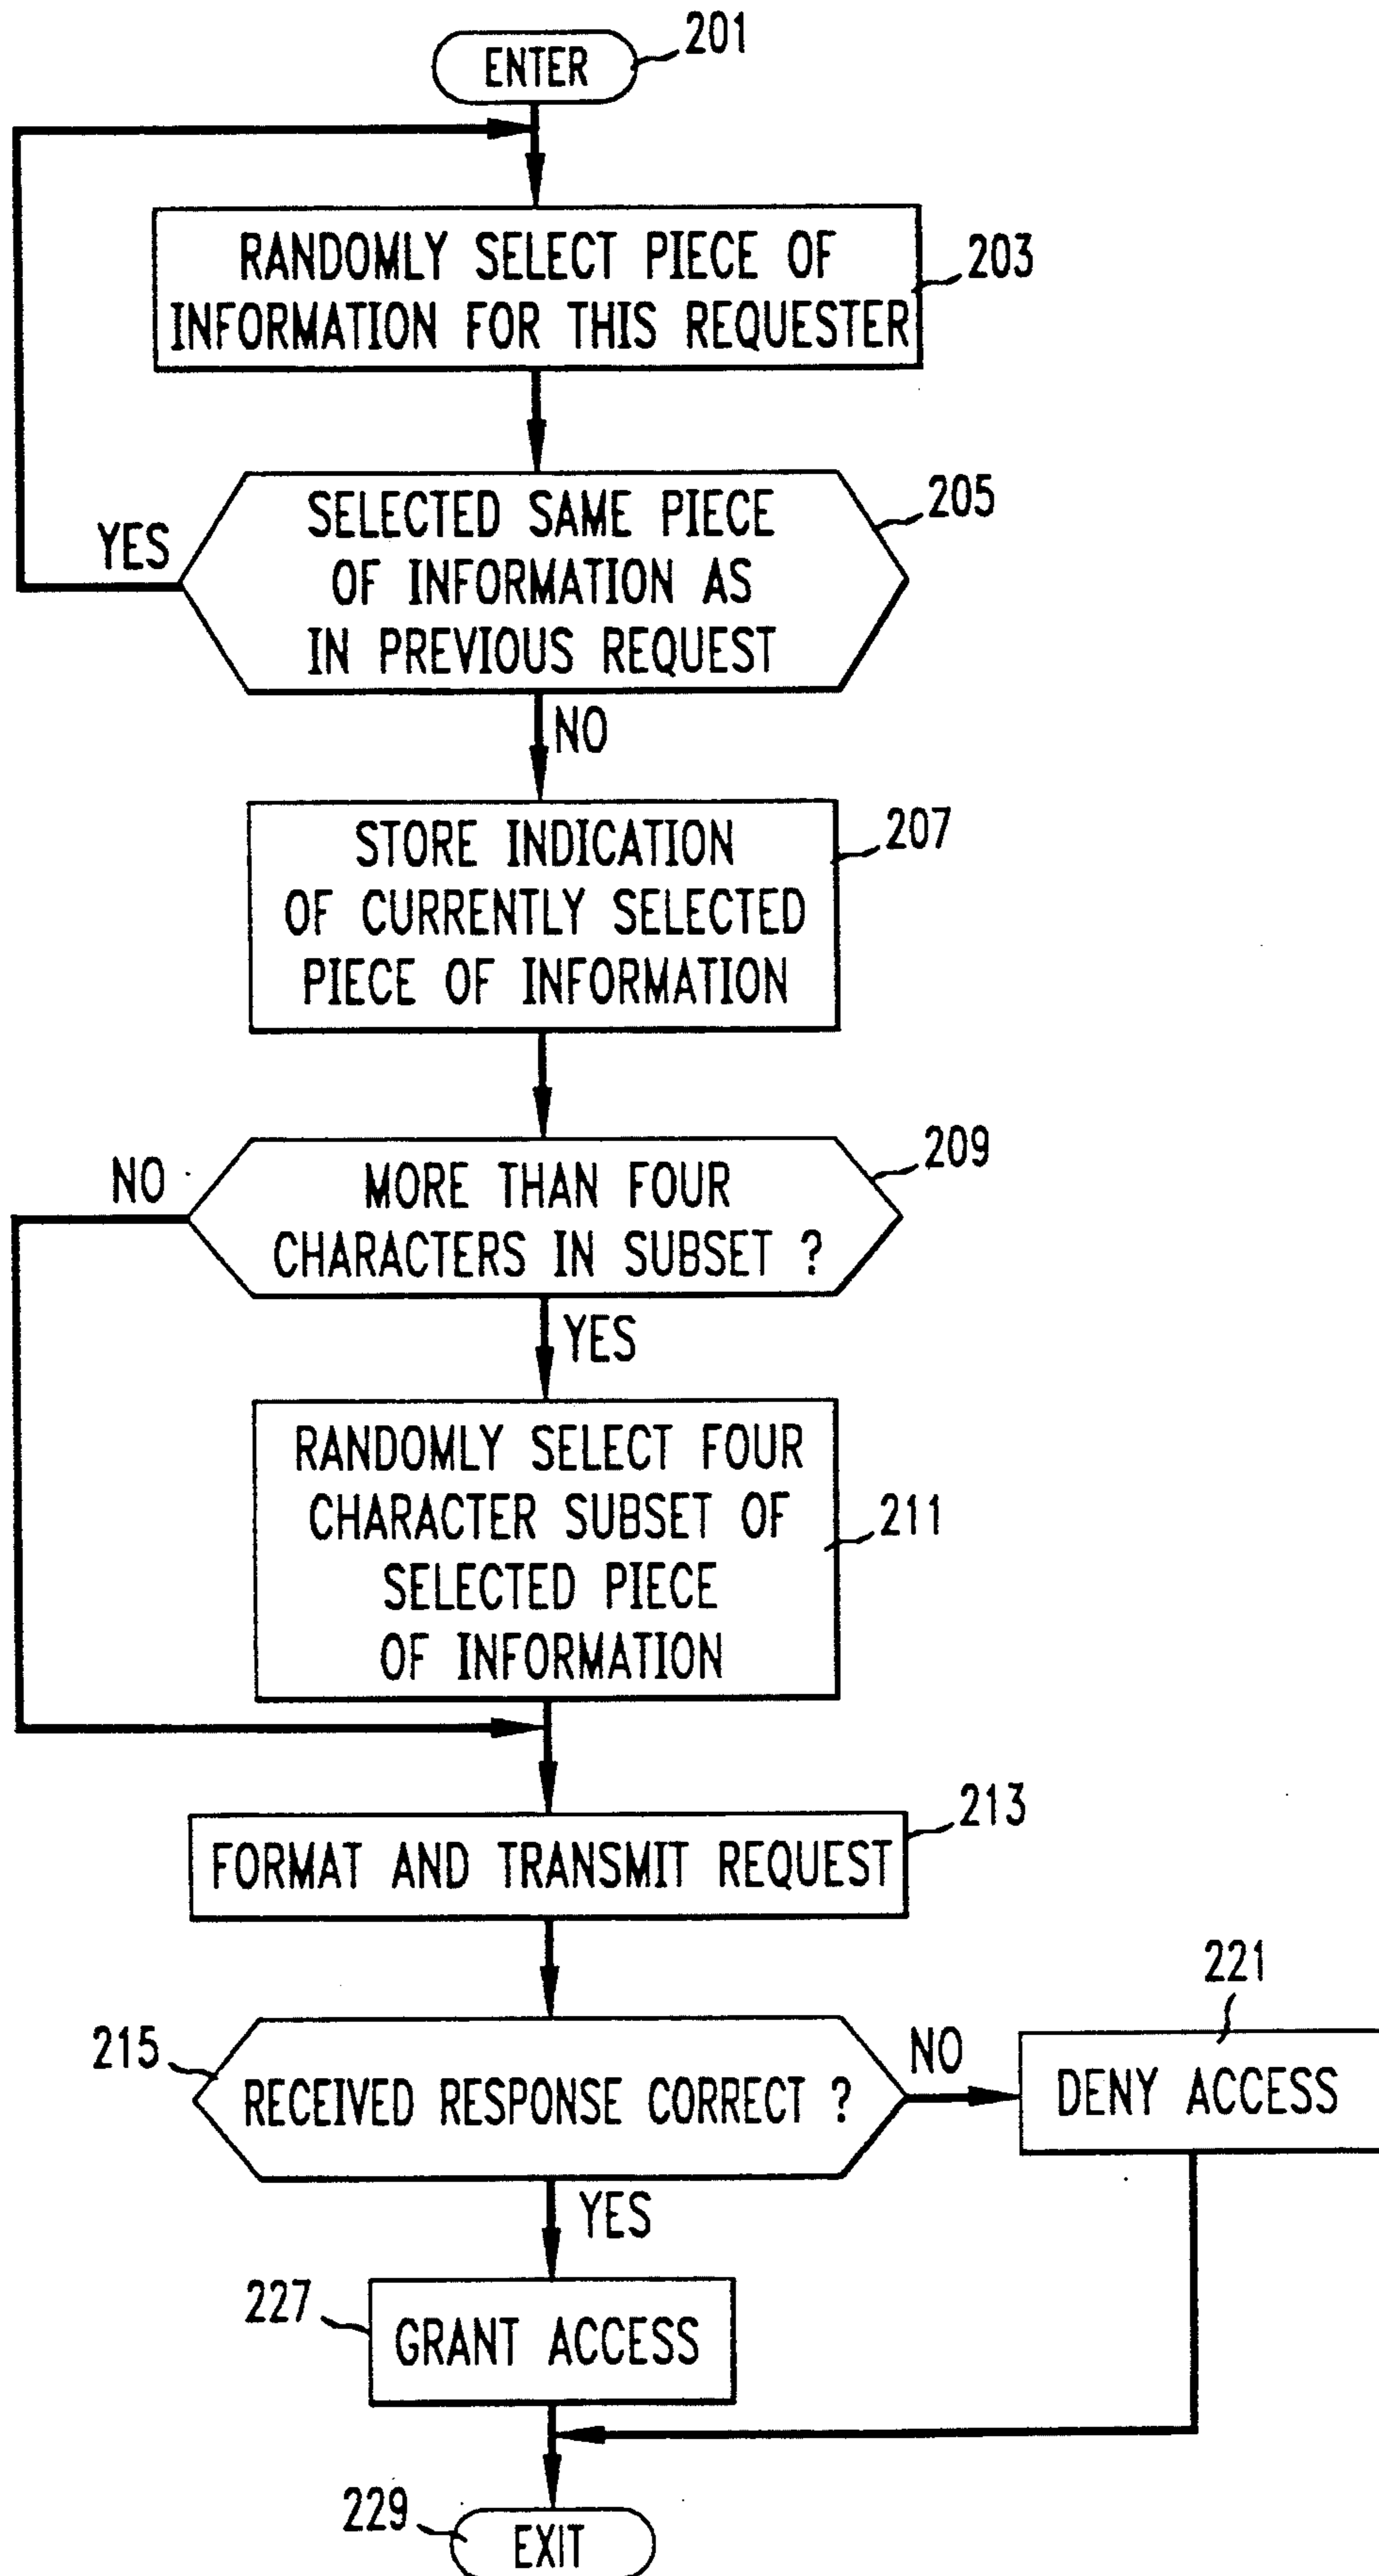 ENTER
201
RANDOMLY SELECT PIECE OF
INFORMATION FOR THIS REQUESTER
203
SELECTED SAME PIECE
OF INFORMATION AS
IN PREVIOUS REQUEST
205
YES
NO
STORE INDICATION
OF CURRENTLY SELECTED
PIECE OF INFORMATION
207
MORE THAN FOUR
CHARACTERS IN SUBSET ?
209
NO
YES
RANDOMLY SELECT FOUR
CHARACTER SUBSET OF
SELECTED PIECE
OF INFORMATION
211
FORMAT AND TRANSMIT REQUEST
213
215
RECEIVED RESPONSE CORRECT ?
NO
221
DENY ACCESS
YES
227
GRANT ACCESS
229
EXIT